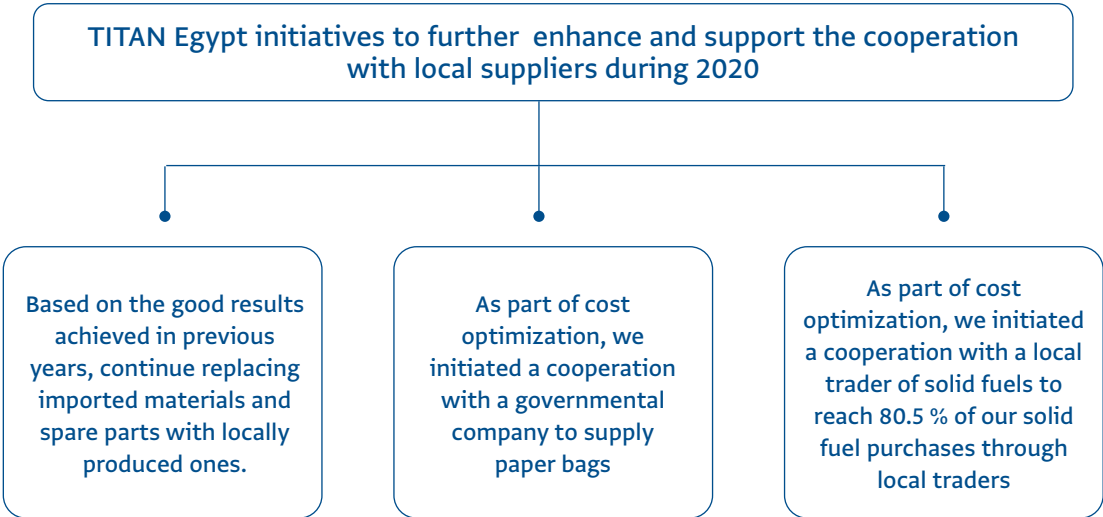 TITAN Egypt initiatives to further enhance and support the cooperation
with local suppliers during 2020
Based on the good results
achieved in previous
years, continue replacing
imported materials and
spare parts with locally
produced ones.
As part of cost
optimization, we
initiated a cooperation
with a governmental
company to supply
paper bags
As part of cost
optimization, we initiated
a cooperation with a local
trader of solid fuels to
reach 80.5 % of our solid
fuel purchases through
local traders